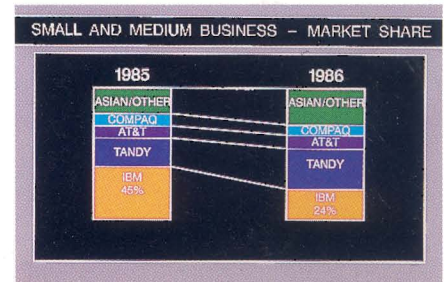 SMALL AND MEDIUM BUSINESS – MARKET SHARE
1985
1986
ASIAN/OTHER
COMPAQ
AT&T
TANDY
IBM
45%
ASIAN/OTHER
COMPAQ
AT&T
TANDY
IBM
24%